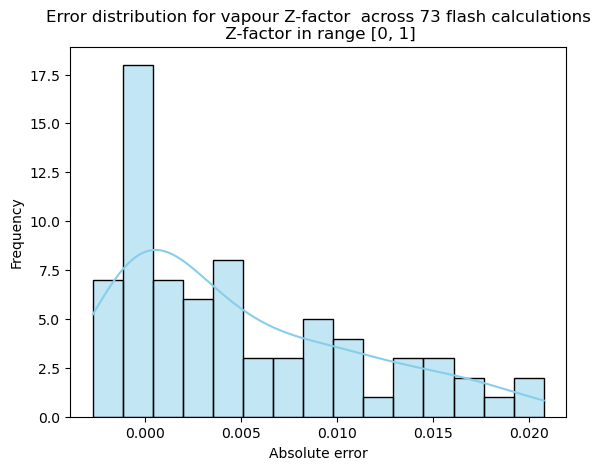 Error distribution for vapour Z-factor  across 73 flash calculations
Z-factor in range [0, 1]
17.5
15.0
12.5
10.0
7.5
5.0
2.5
0.0
Frequency
0.000 0.005 0.010 0.015 0.020
Absolute error